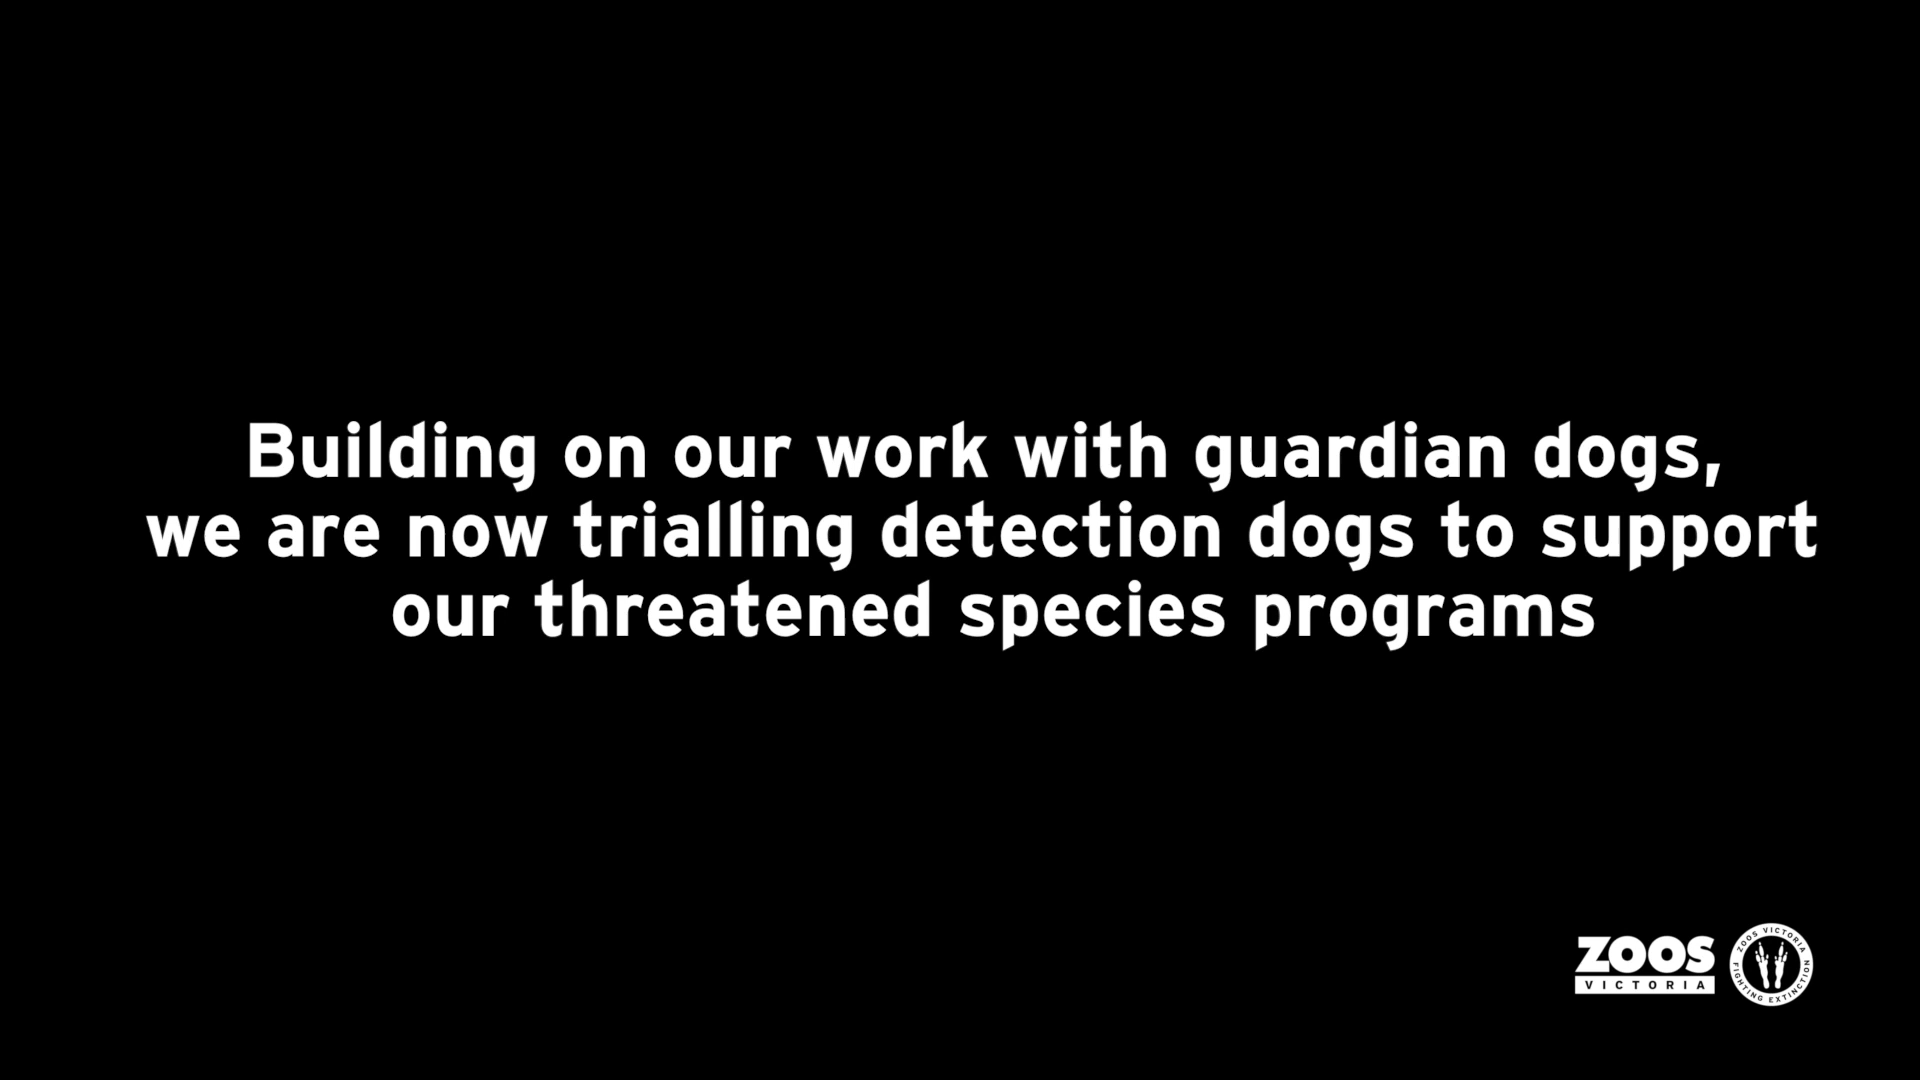 Building on our work with guardian dogs,
we are now trialling detection dogs to support
our threatened species programs
ZOOS
VICTORIA
ZOOS VICTORIA
FIGHTING EXTINCTION